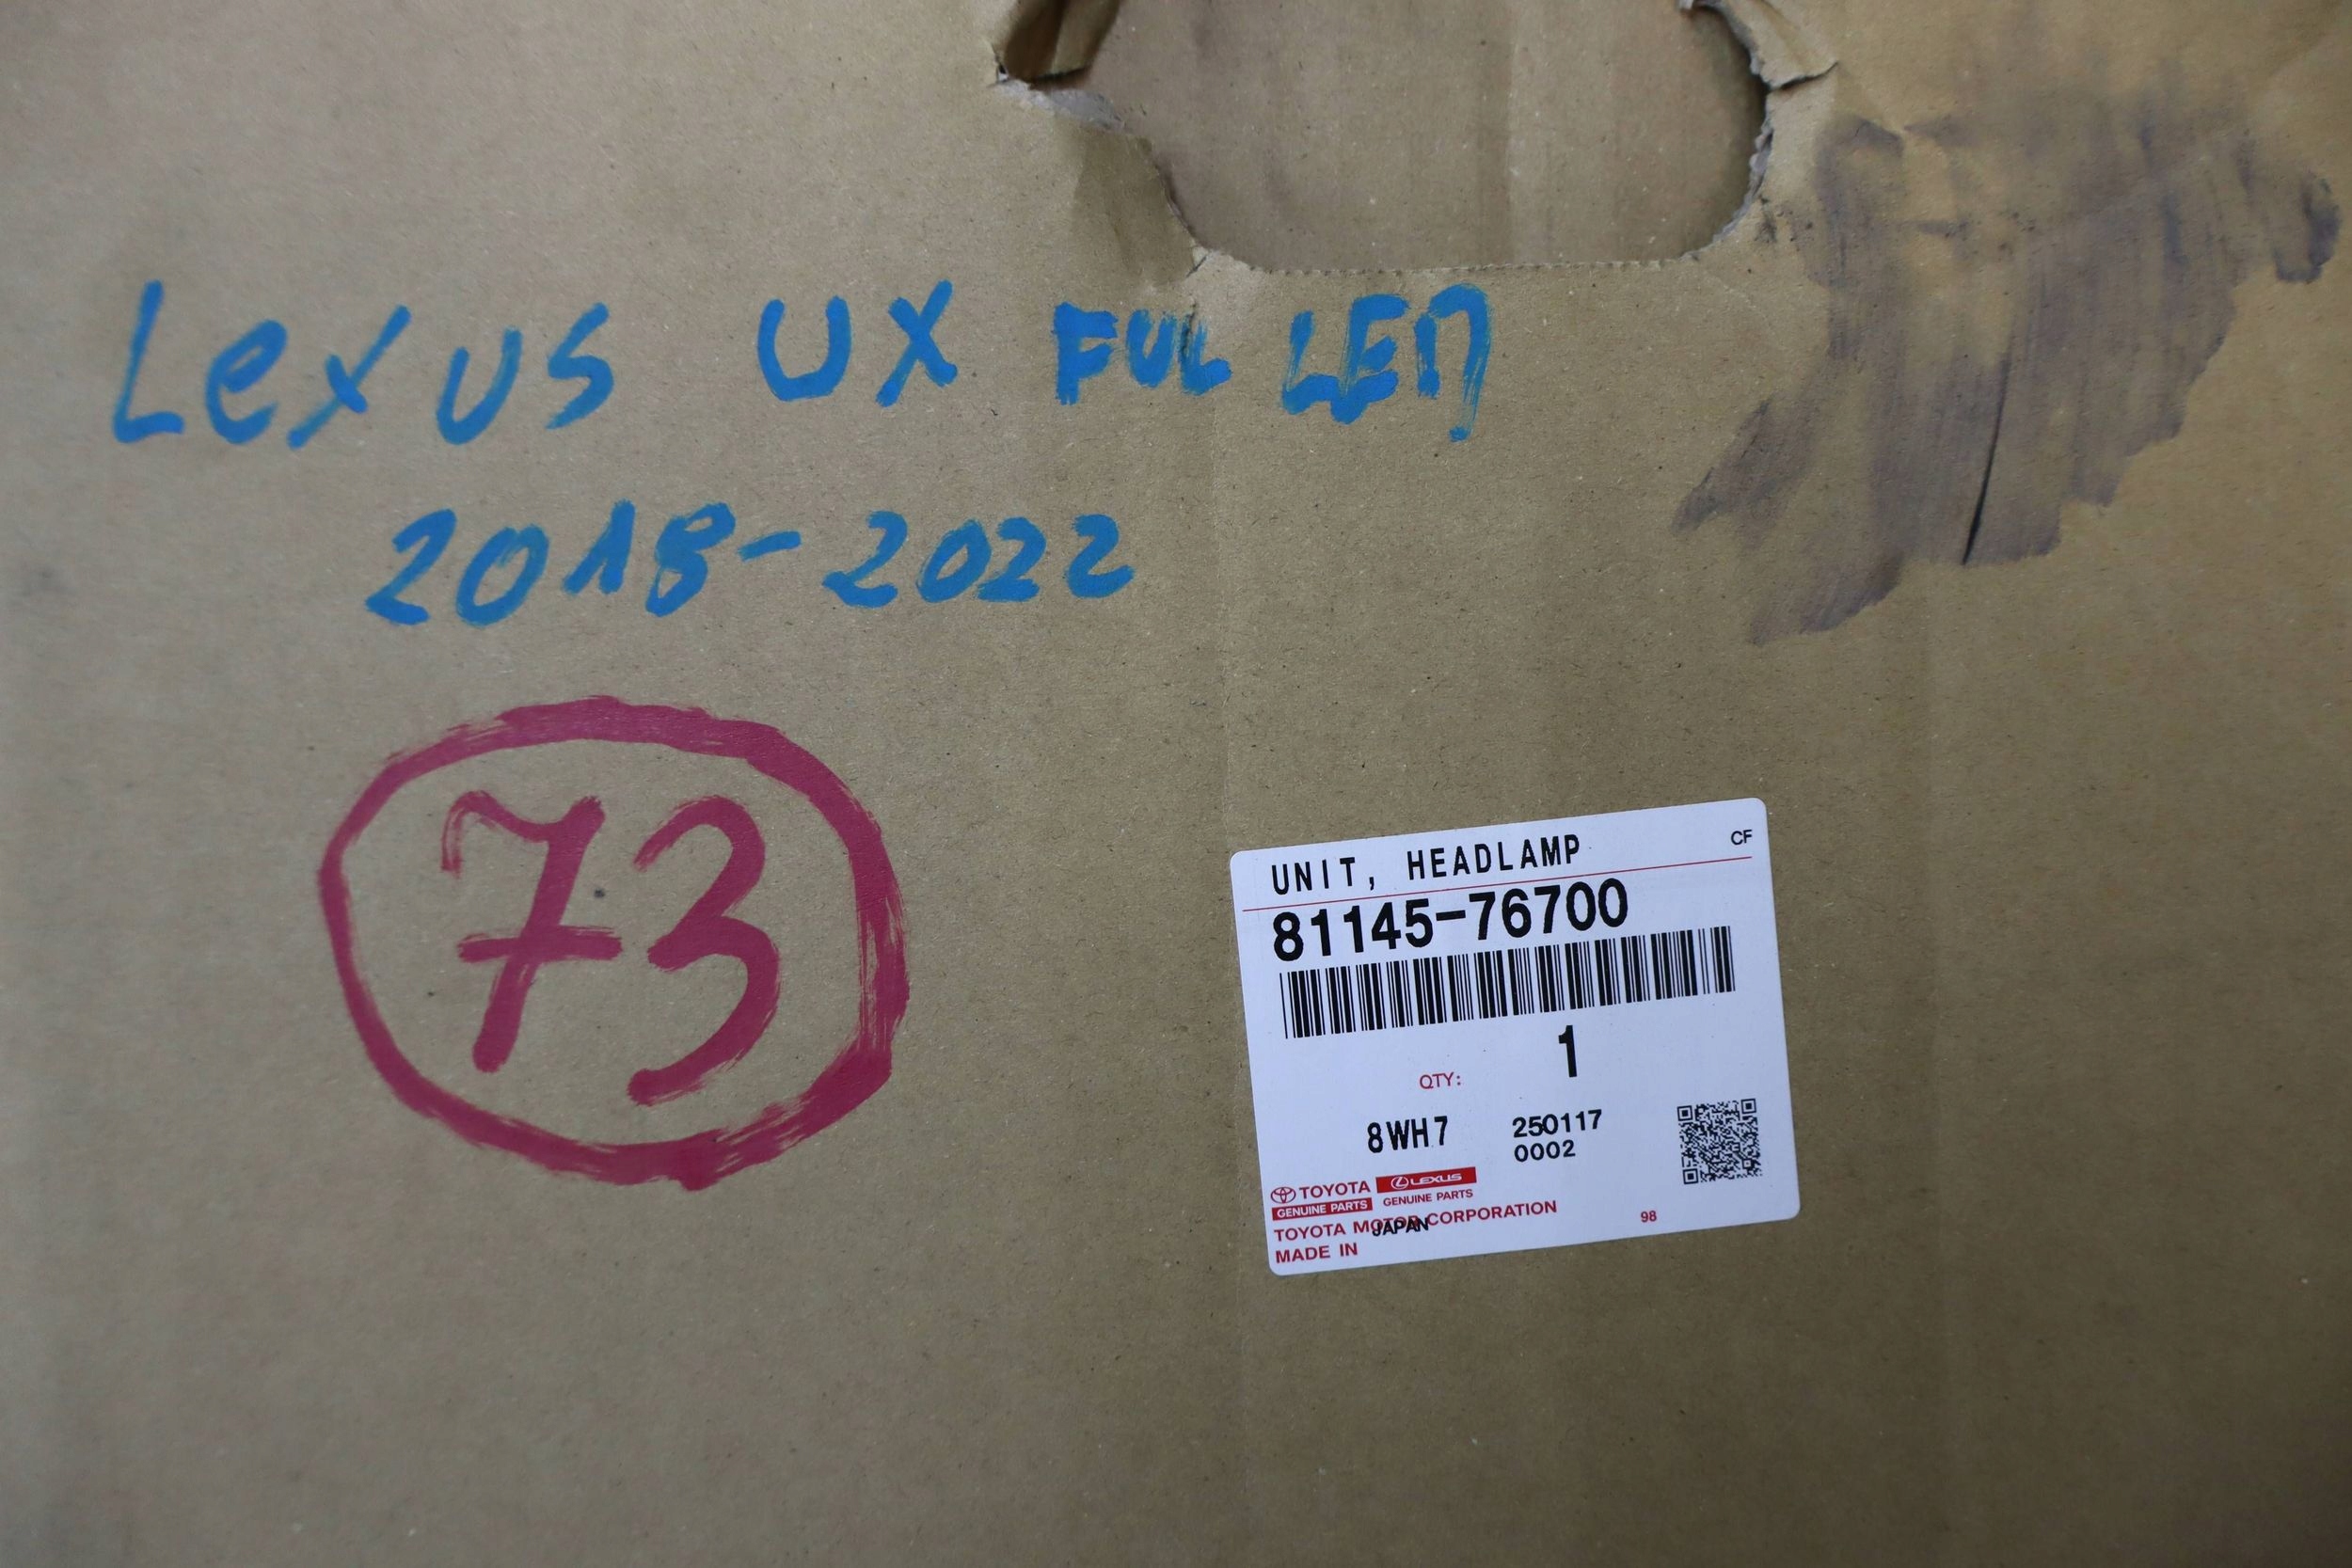 Lexus UX FUL LED
2018-2022
73
UNIT, HEADLAMP CF
81145-76700
QTY: 1
8WH7 250117
0002
TOYOTA LEXUS
GENUINE PARTS GENUINE PARTS
TOYOTA MOTOR CORPORATION 98
MADE IN JAPAN